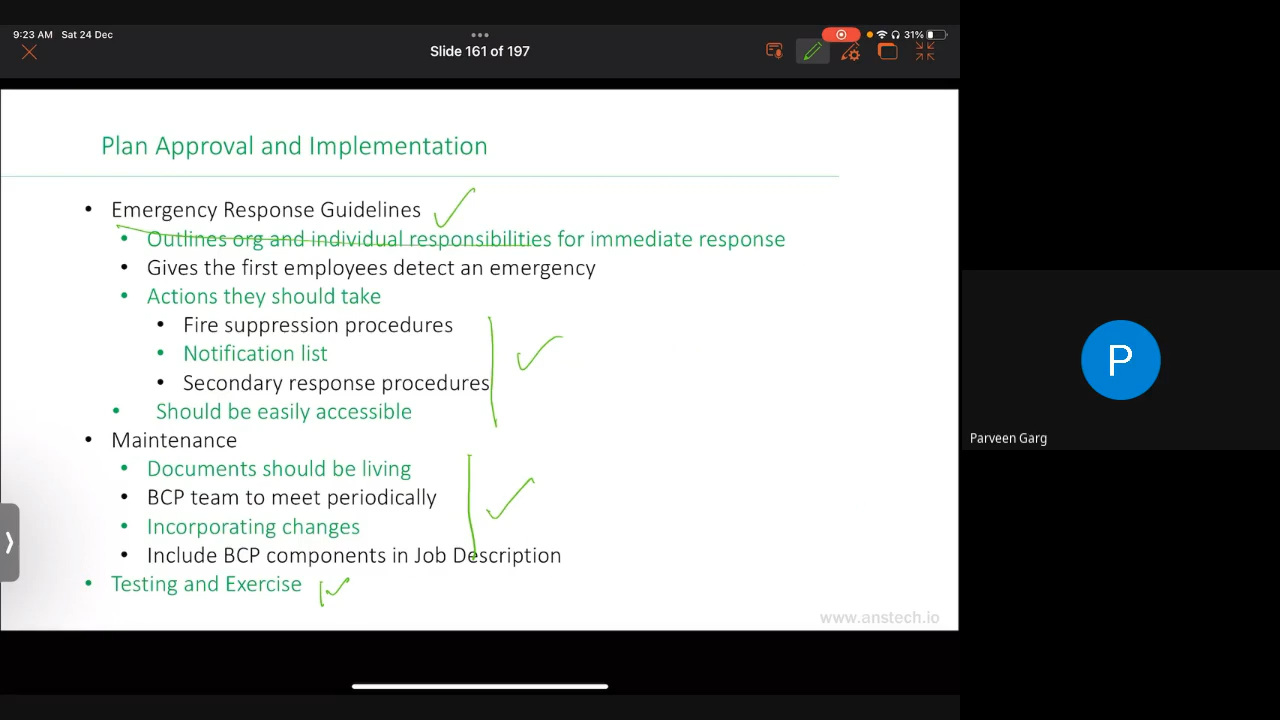 9:23 AM Sat 24 Dec
31%
Slide 161 of 197
Plan Approval and Implementation
• Emergency Response Guidelines
• Outlines org and individual responsibilities for immediate response
• Gives the first employees detect an emergency
• Actions they should take
• Fire suppression procedures
• Notification list
• Secondary response procedures
• Should be easily accessible
• Maintenance
• Documents should be living
• BCP team to meet periodically
• Incorporating changes
• Include BCP components in Job Description
• Testing and Exercise
www.anstech.io
P
Parveen Garg